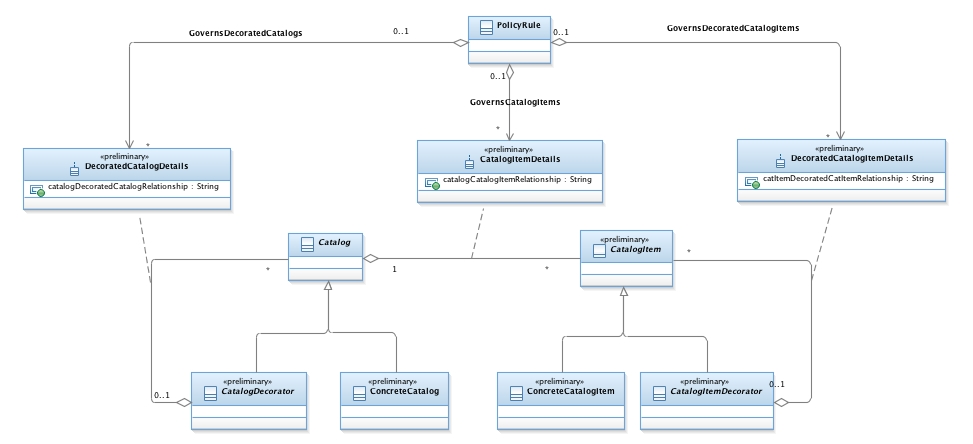 PolicyRule
GovernsDecoratedCatalogs
0..1
0..1
GovernsDecoratedCatalogItems
0..1
GovernsCatalogItems
*
*
*
«preliminary»
DecoratedCatalogDetails
catalogDecoratedCatalogRelationship : String
«preliminary»
CatalogItemDetails
catalogCatalogItemRelationship : String
«preliminary»
DecoratedCatalogItemDetails
catItemDecoratedCatItemRelationship : String
Catalog
«preliminary»
CatalogItem
*
1
*
*
«preliminary»
CatalogDecorator
0..1
«preliminary»
ConcreteCatalog
«preliminary»
ConcreteCatalogItem
«preliminary»
CatalogItemDecorator
0..1